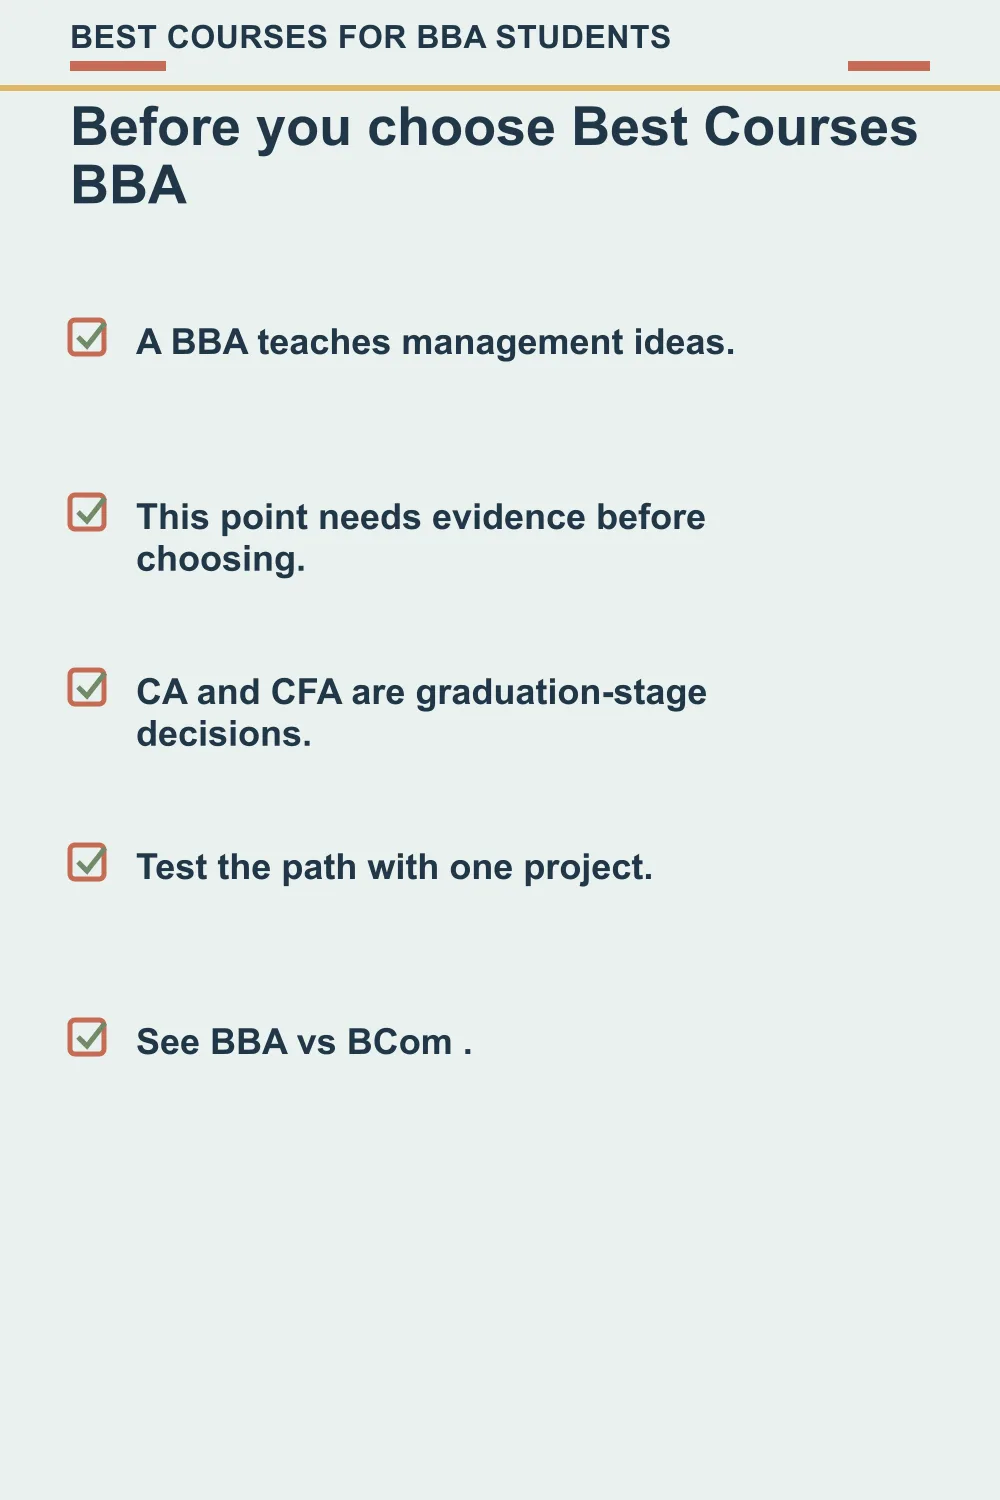 BEST COURSES FOR BBA STUDENTS
Before you choose Best Courses
BBA
A BBA teaches management ideas.
This point needs evidence before
choosing.
CA and CFA are graduation-stage
decisions.
Test the path with one project.
See BBA vs BCom .